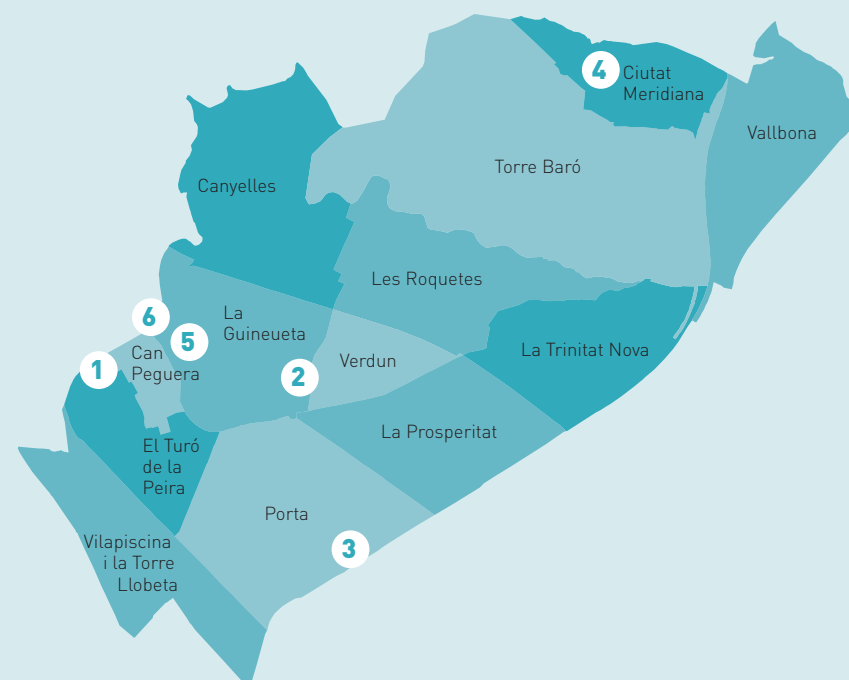 4
Ciutat
Meridiana
Vallbona
Torre Baró
Canyelles
Les Roquetes
La
Guineueta
6
5
Can
Peguera
1
Verdun
2
La Trinitat Nova
La Prosperitat
El Turó
de la
Peira
Porta
3
Vilapiscina
i la Torre
Llobeta